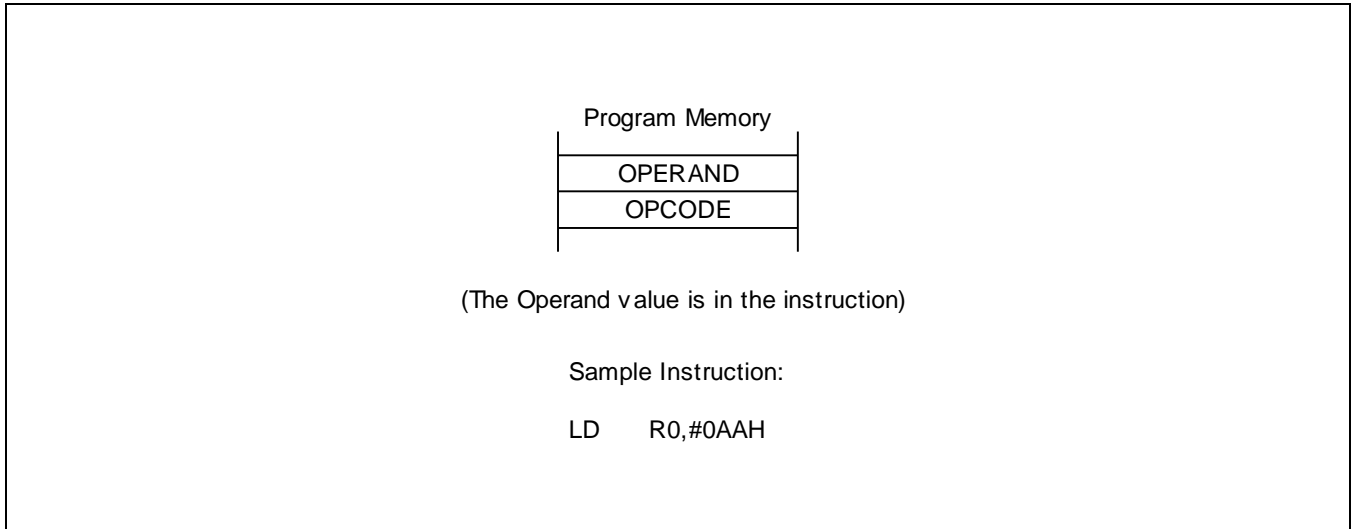 Program Memory
OPERAND
OPCODE
(The Operand value is in the instruction)
Sample Instruction:
LD R0,#0AAH